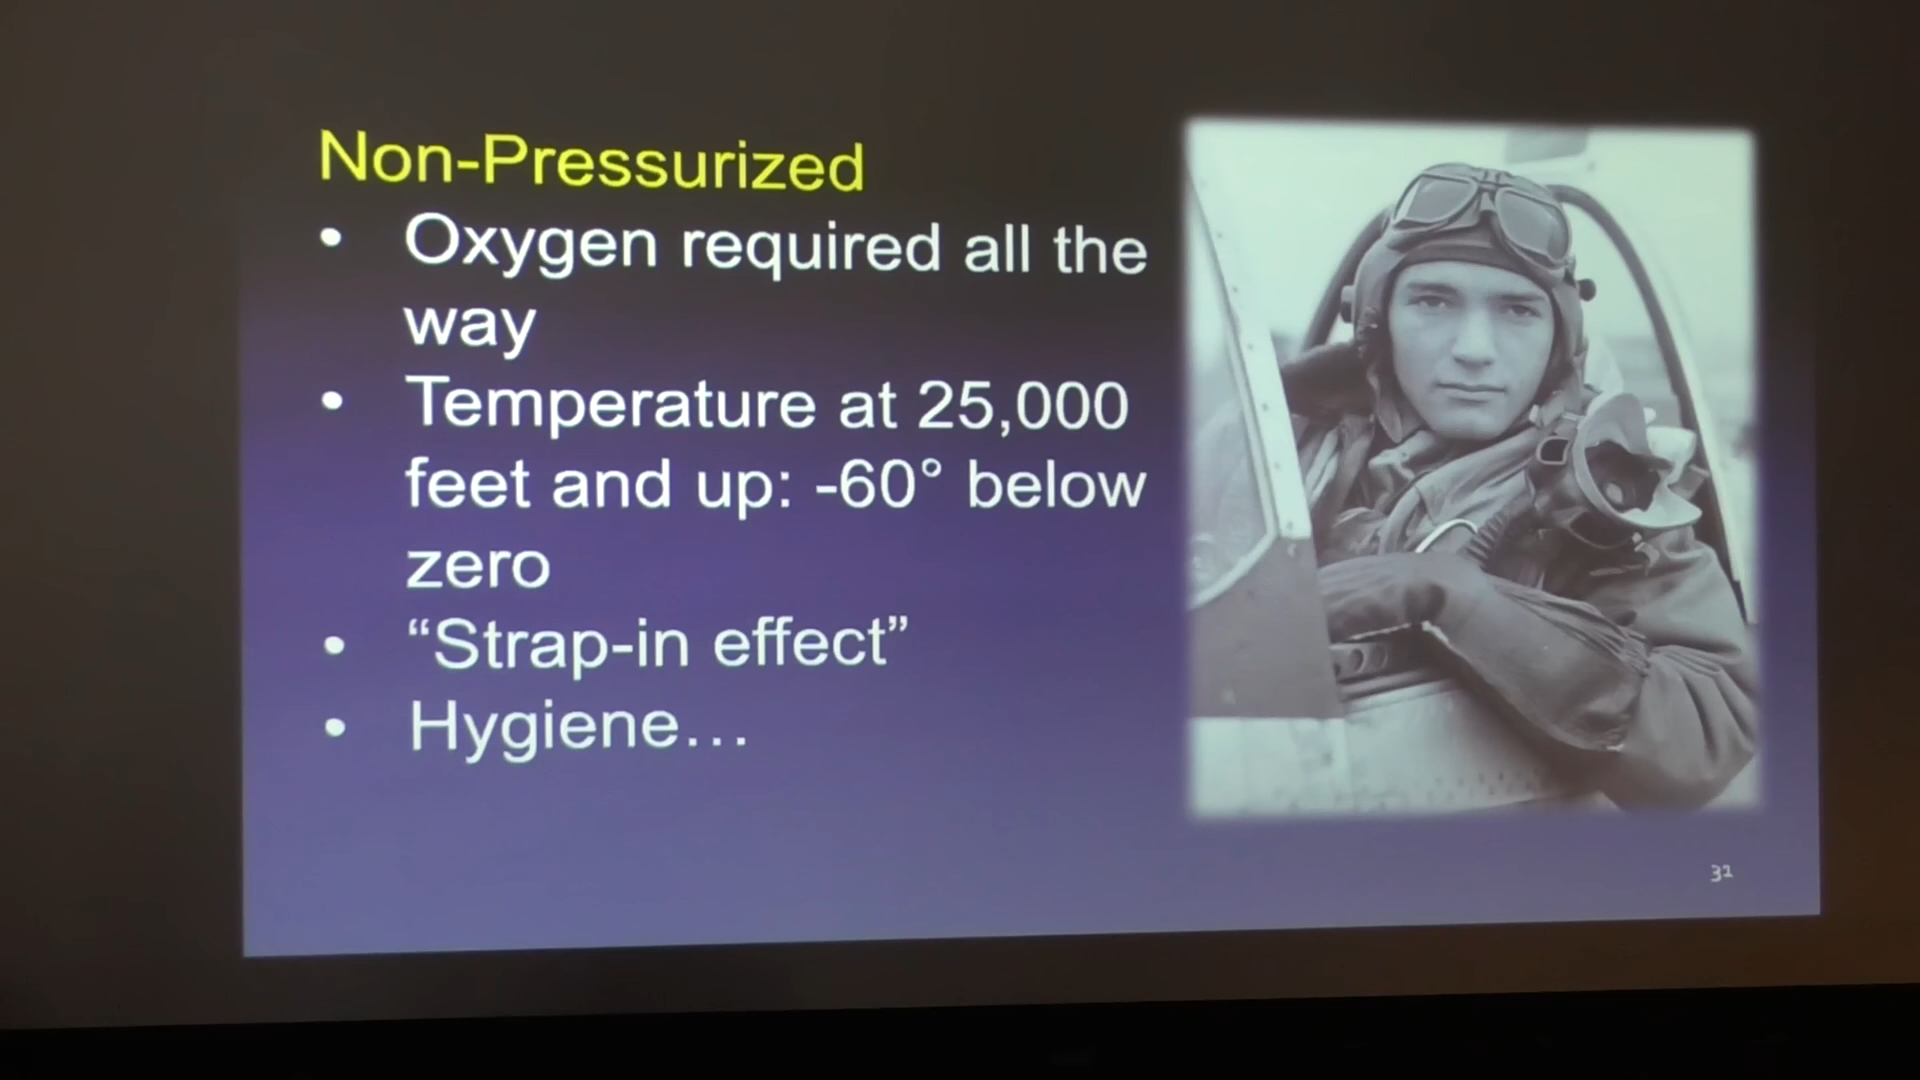 Non-Pressurized
• Oxygen required all the
way
• Temperature at 25,000
feet and up: -60° below
zero
• “Strap-in effect”
• Hygiene…
31